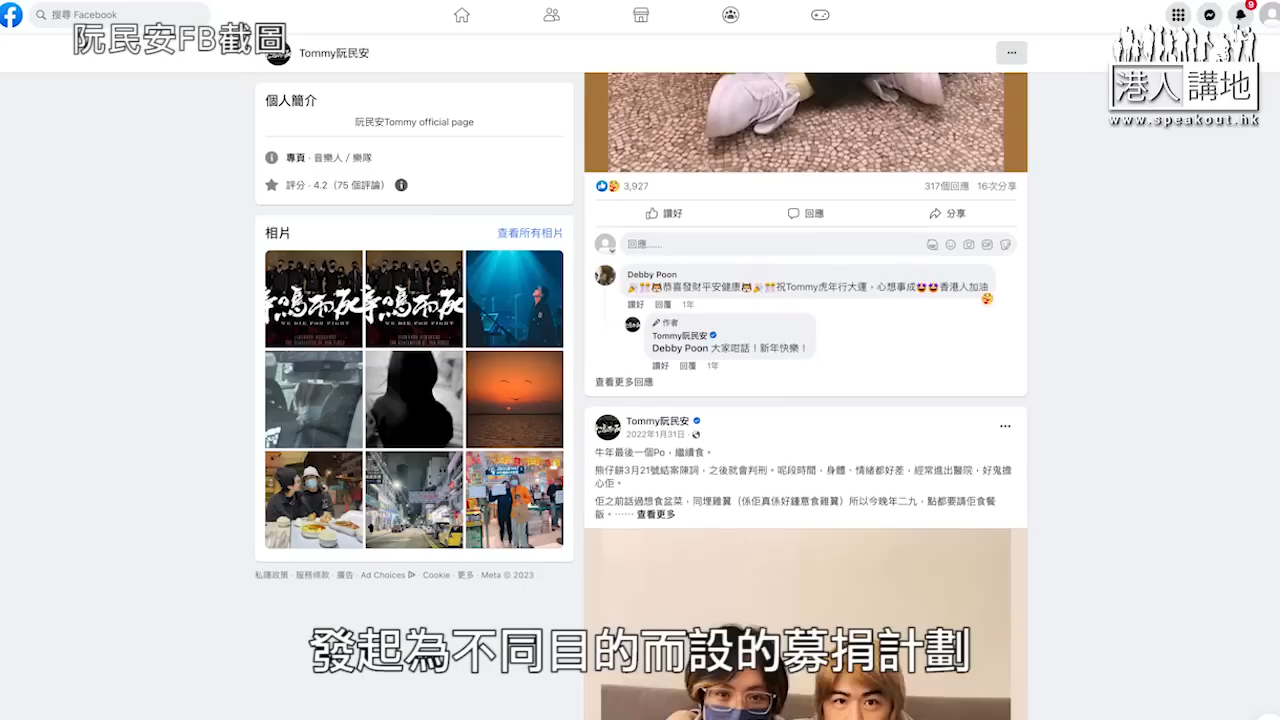 搜尋 Facebook
9
阮民安FB截圖
Tommy阮民安
港人講地
www.speakout.hk
個人簡介
阮民安Tommy official page
專頁 · 音樂人 / 樂隊
評分 · 4.2（75 個評論）
相片
查看所有相片
WE DIE FOR FIGHT
WE DIE FOR FIGHT
私隱政策 · 服務條款 · 廣告 · Ad Choices · Cookie · 更多 · Meta © 2023
3,927
317個回應 16次分享
讚好 回應 分享
回應......
Debby Poon
恭喜發財平安健康 祝Tommy虎年行大運，心想事成 香港人加油
讚好 回覆 1年
作者
Tommy阮民安
Debby Poon 大家咁話！新年快樂！
讚好 回覆 1年
查看更多回應
Tommy阮民安
2022年1月31日 ·
牛年最後一個Po，繼續食。
熊仔餅3月21號結案陳詞，之後就會判刑。呢段時間，身體、情緒都好差，經常進出醫院，好鬼擔
心佢。
佢之前話過想食盆菜，同埋雞翼（係佢真係好鍾意食雞翼）所以今晚年二九，點都要請佢食餐
飯。⋯⋯ 查看更多
發起為不同目的而設的募捐計劃